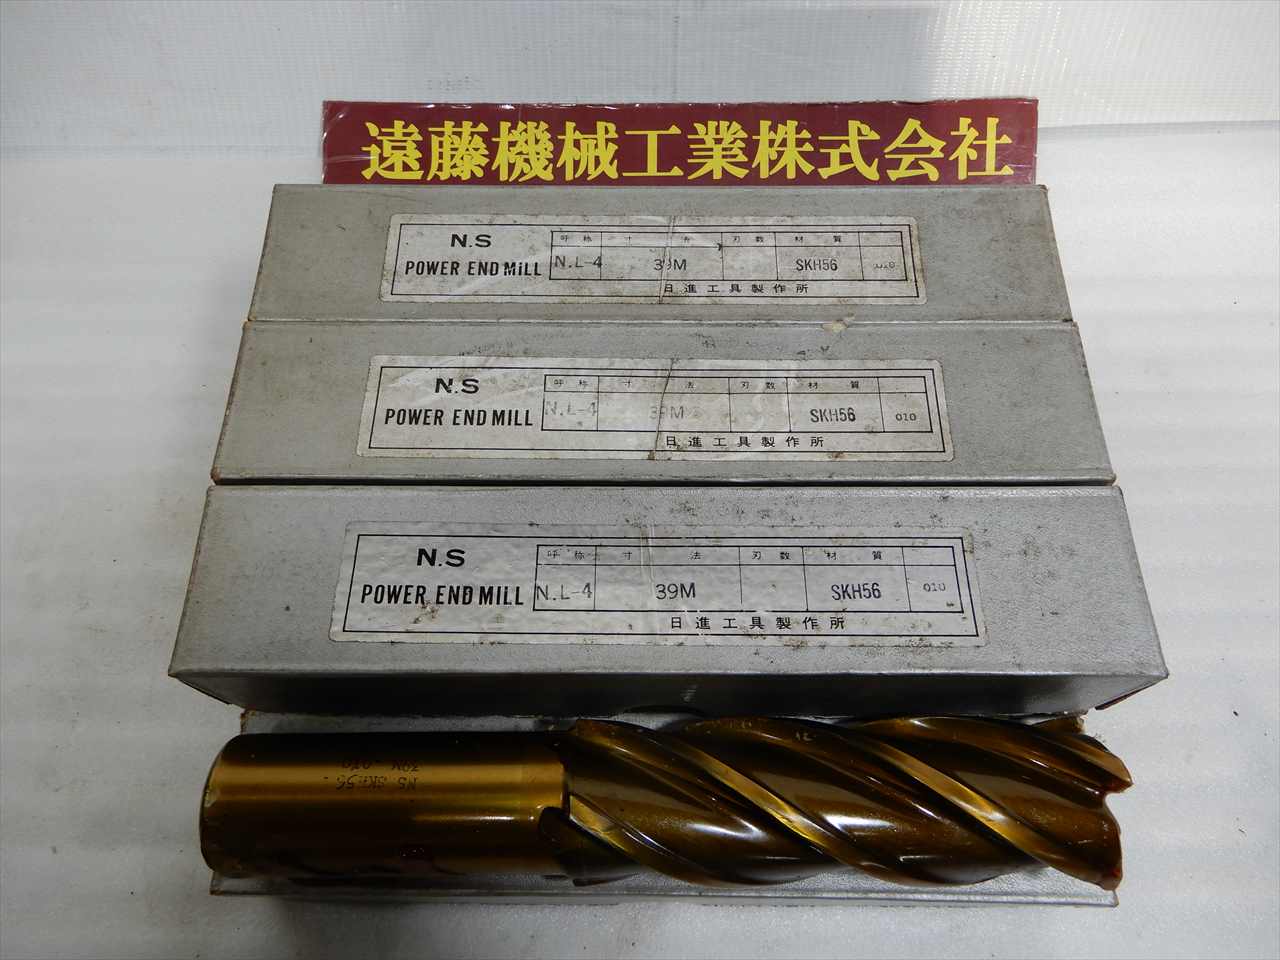 遠藤機械工業株式会社
N.S
POWER END MILL
呼称 寸法 刃数 材質
N.L-4 39M SKH56 010
日進工具製作所
N.S
POWER END MILL
呼称 寸法 刃数 材質
N.L-4 39M SKH56 010
日進工具製作所
N.S
POWER END MILL
呼称 寸法 刃数 材質
N.L-4 39M SKH56 010
日進工具製作所
NS SKH56